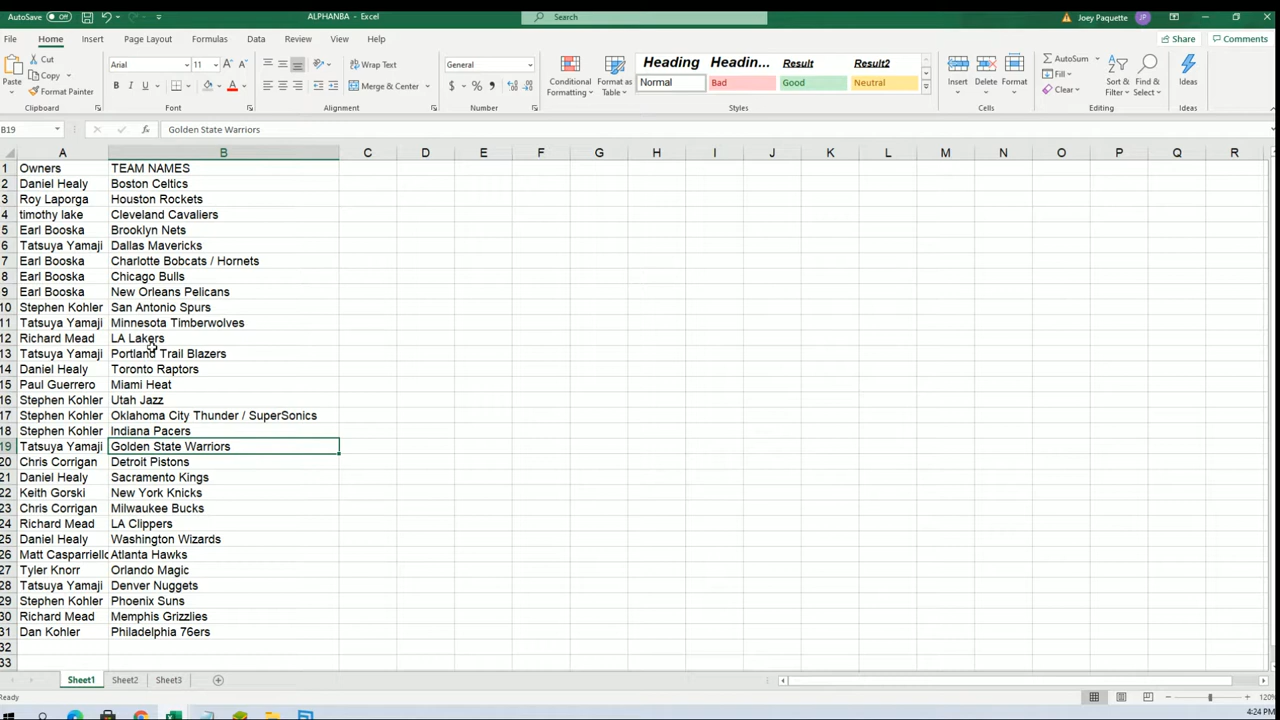 AutoSave Off ALPHANBA - Excel Search Joey Paquette JP
File Home Insert Page Layout Formulas Data Review View Help Share Comments
Paste Cut Copy Format Painter Clipboard
Arial 11 A A B I U A Font
Wrap Text Merge & Center Alignment
General $ % Number
Conditional Formatting Format as Table Heading Headin... Result Result2 Normal Bad Good Neutral Styles
Insert Delete Format Cells
AutoSum Fill Clear Sort & Filter Find & Select Editing
Ideas Ideas
B19 fx Golden State Warriors
A B C D E F G H I J K L M N O P Q R
1 Owners TEAM NAMES
2 Daniel Healy Boston Celtics
3 Roy Laporga Houston Rockets
4 timothy lake Cleveland Cavaliers
5 Earl Booska Brooklyn Nets
6 Tatsuya Yamaji Dallas Mavericks
7 Earl Booska Charlotte Bobcats / Hornets
8 Earl Booska Chicago Bulls
9 Earl Booska New Orleans Pelicans
10 Stephen Kohler San Antonio Spurs
11 Tatsuya Yamaji Minnesota Timberwolves
12 Richard Mead LA Lakers
13 Tatsuya Yamaji Portland Trail Blazers
14 Daniel Healy Toronto Raptors
15 Paul Guerrero Miami Heat
16 Stephen Kohler Utah Jazz
17 Stephen Kohler Oklahoma City Thunder / SuperSonics
18 Stephen Kohler Indiana Pacers
19 Tatsuya Yamaji Golden State Warriors
20 Chris Corrigan Detroit Pistons
21 Daniel Healy Sacramento Kings
22 Keith Gorski New York Knicks
23 Chris Corrigan Milwaukee Bucks
24 Richard Mead LA Clippers
25 Daniel Healy Washington Wizards
26 Matt Casparriello Atlanta Hawks
27 Tyler Knorr Orlando Magic
28 Tatsuya Yamaji Denver Nuggets
29 Stephen Kohler Phoenix Suns
30 Richard Mead Memphis Grizzlies
31 Dan Kohler Philadelphia 76ers
32
33
Sheet1 Sheet2 Sheet3
Ready 120%
4:24 PM